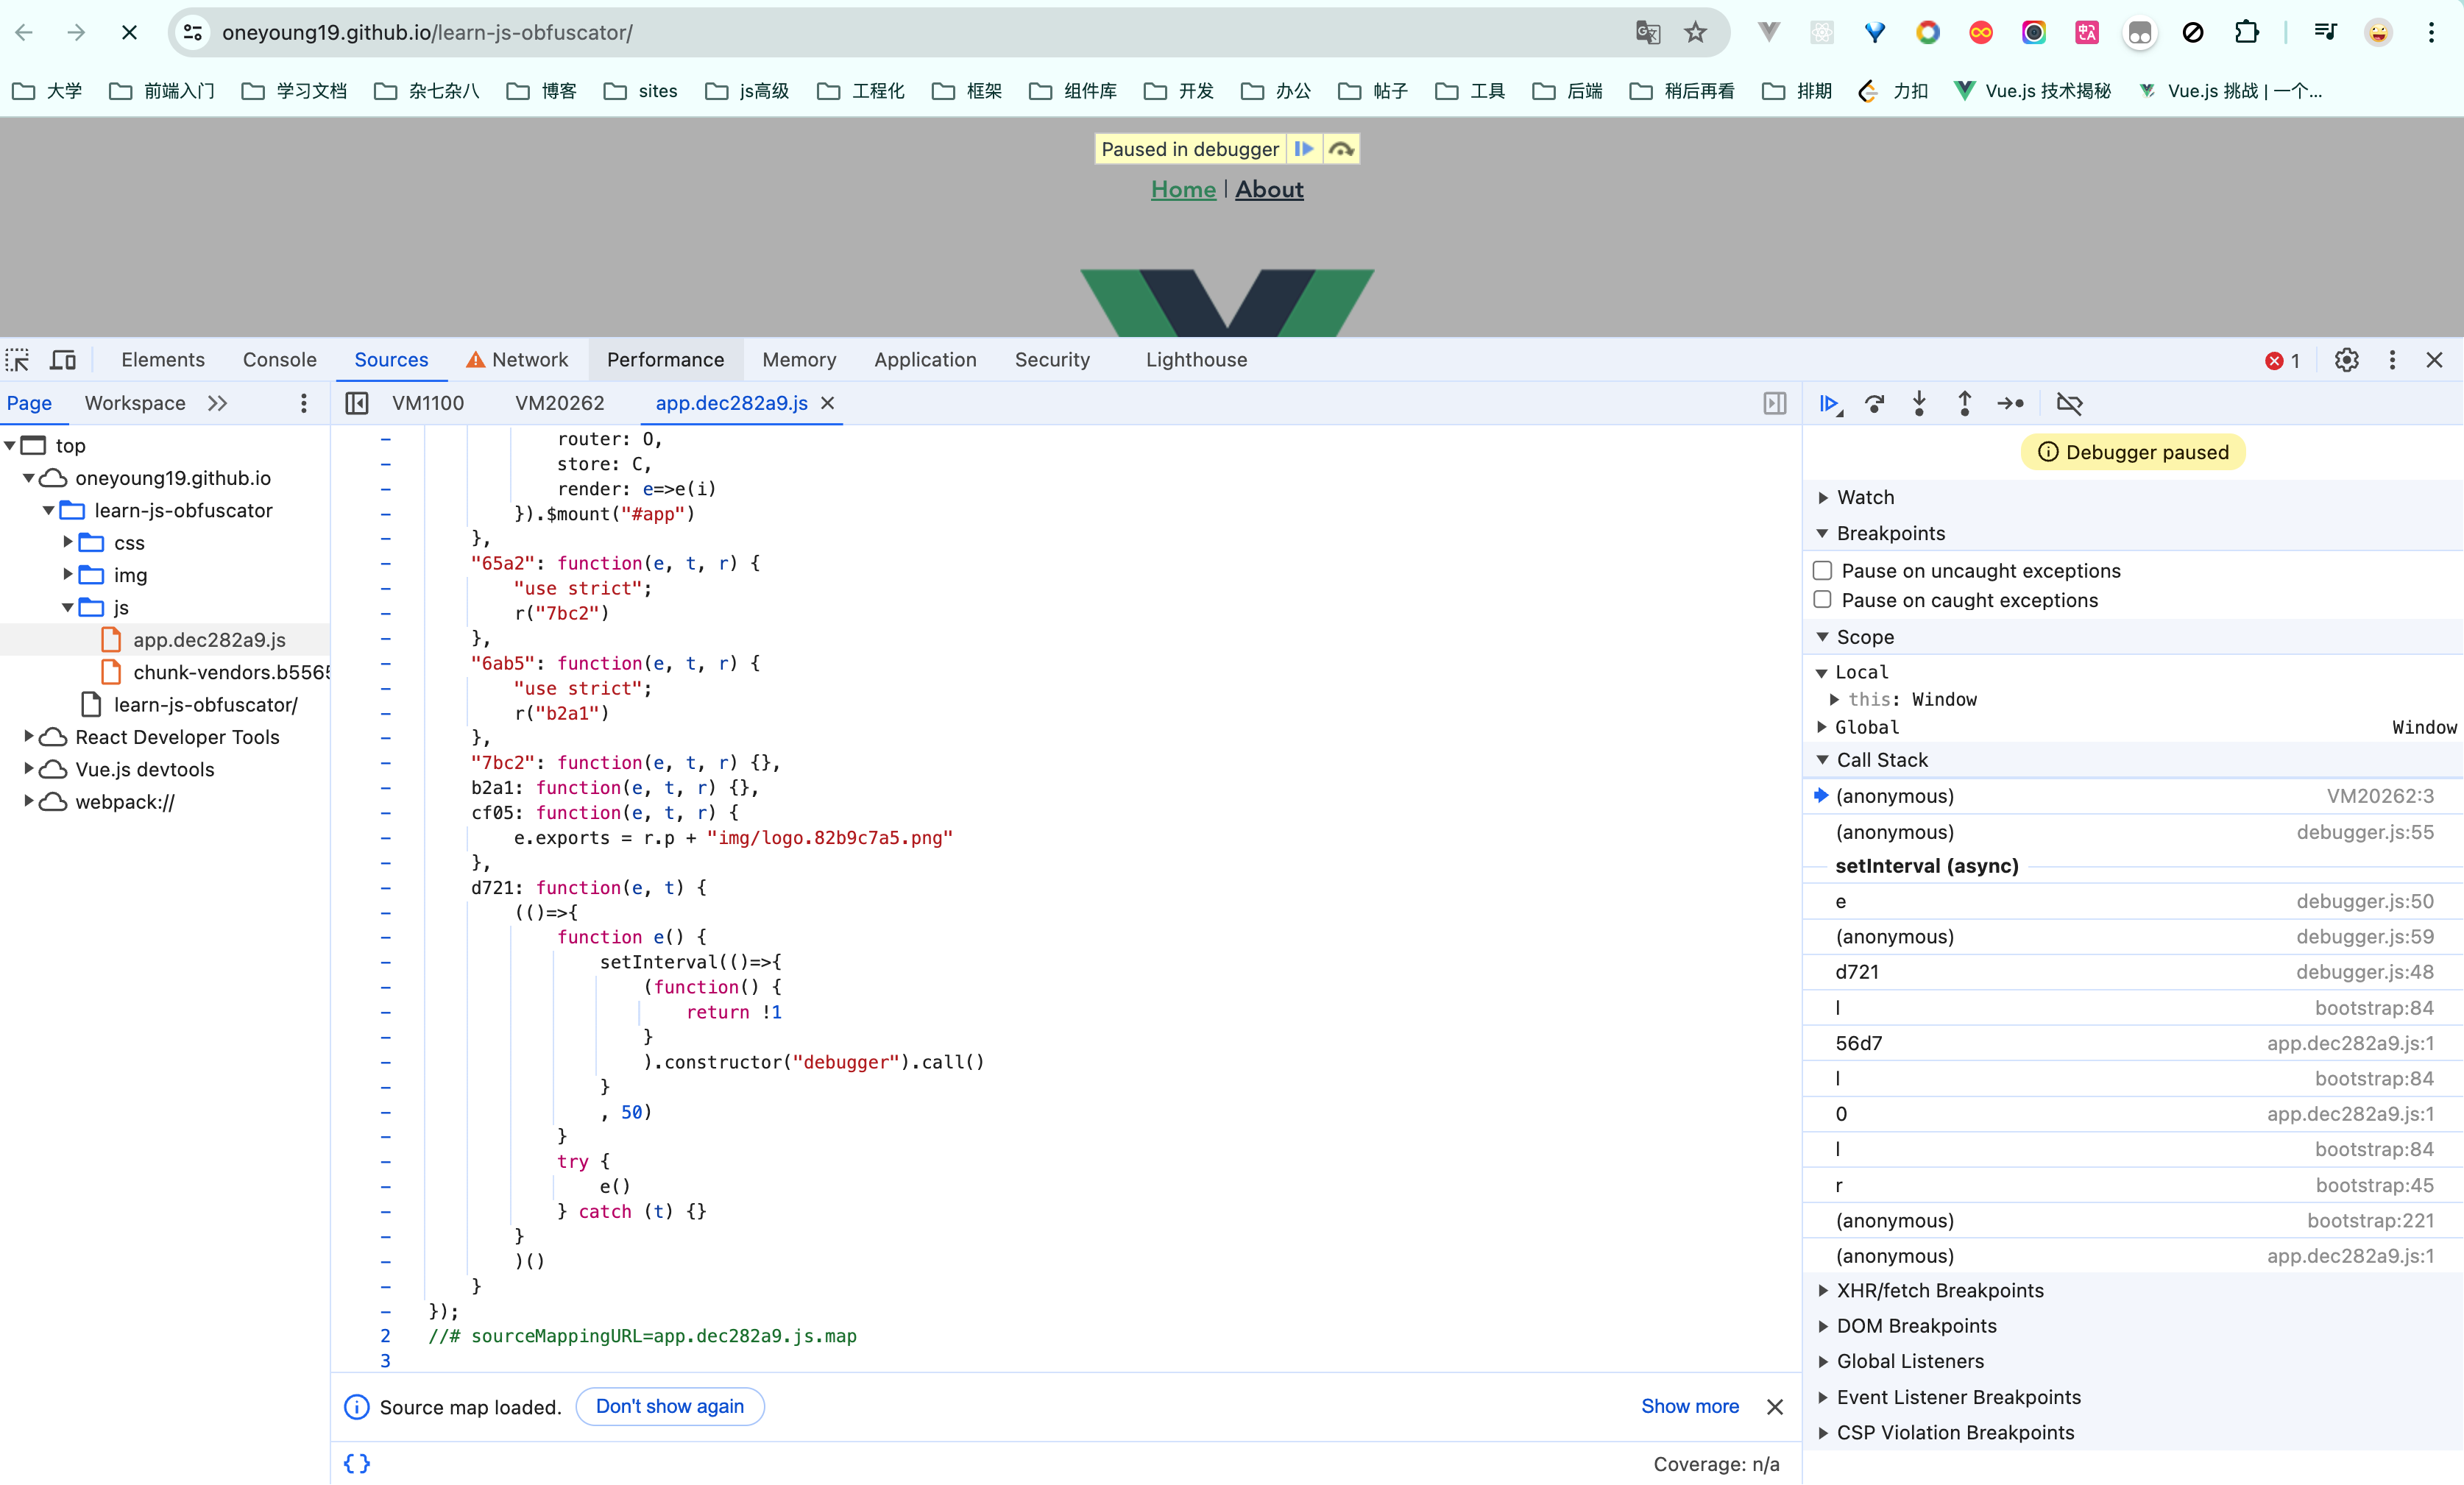 oneyoung19.github.io/learn-js-obfuscator/
大学 前端入门 学习文档 杂七杂八 博客 sites js高级 工程化 框架 组件库 开发 办公 帖子 工具 后端 稍后再看 排期 力扣 Vue.js 技术揭秘 Vue.js 挑战 | 一个...
Paused in debugger
Home | About
Elements Console Sources Network Performance Memory Application Security Lighthouse 1
Page Workspace
VM1100 VM20262 app.dec282a9.js
top
oneyoung19.github.io
learn-js-obfuscator
css
img
js
app.dec282a9.js
chunk-vendors.b5565
learn-js-obfuscator/
React Developer Tools
Vue.js devtools
webpack://
- router: O,
- store: C,
- render: e=>e(i)
- }).$mount("#app")
- },
- "65a2": function(e, t, r) {
- "use strict";
- r("7bc2")
- },
- "6ab5": function(e, t, r) {
- "use strict";
- r("b2a1")
- },
- "7bc2": function(e, t, r) {},
- b2a1: function(e, t, r) {},
- cf05: function(e, t, r) {
- e.exports = r.p + "img/logo.82b9c7a5.png"
- },
- d721: function(e, t) {
- (()=>{
- function e() {
- setInterval(()=>{
- (function() {
- return !1
- }
- ).constructor("debugger").call()
- }
- , 50)
- }
- try {
- e()
- } catch (t) {}
- }
- )()
- }
- });
2 //# sourceMappingURL=app.dec282a9.js.map
3
Source map loaded. Don't show again Show more
{} Coverage: n/a
Debugger paused
Watch
Breakpoints
Pause on uncaught exceptions
Pause on caught exceptions
Scope
Local
this: Window
Global Window
Call Stack
(anonymous) VM20262:3
(anonymous) debugger.js:55
setInterval (async)
e debugger.js:50
(anonymous) debugger.js:59
d721 debugger.js:48
l bootstrap:84
56d7 app.dec282a9.js:1
l bootstrap:84
0 app.dec282a9.js:1
l bootstrap:84
r bootstrap:45
(anonymous) bootstrap:221
(anonymous) app.dec282a9.js:1
XHR/fetch Breakpoints
DOM Breakpoints
Global Listeners
Event Listener Breakpoints
CSP Violation Breakpoints